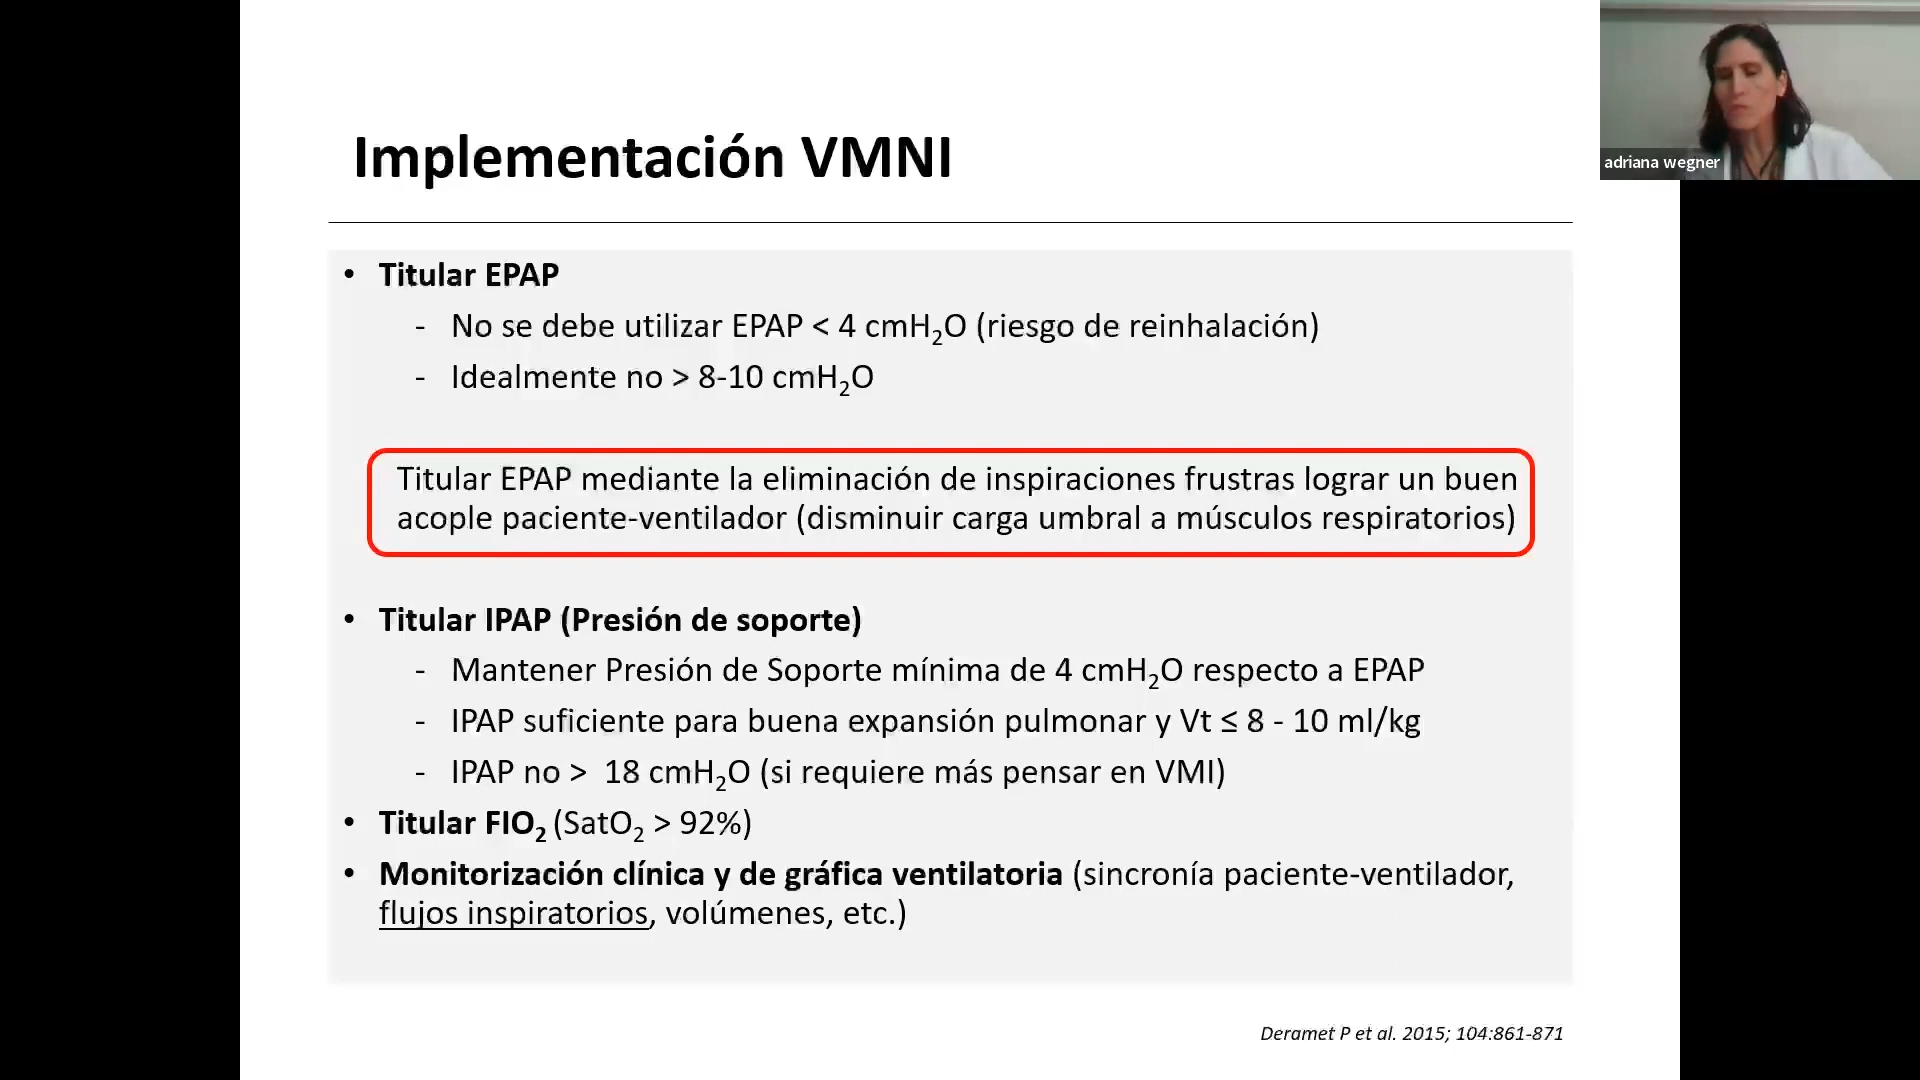 adriana wegner
Implementación VMNI
• Titular EPAP
- No se debe utilizar EPAP < 4 cmH₂O (riesgo de reinhalación)
- Idealmente no > 8-10 cmH₂O
Titular EPAP mediante la eliminación de inspiraciones frustras lograr un buen
acople paciente-ventilador (disminuir carga umbral a músculos respiratorios)
• Titular IPAP (Presión de soporte)
- Mantener Presión de Soporte mínima de 4 cmH₂O respecto a EPAP
- IPAP suficiente para buena expansión pulmonar y Vt ≤ 8 - 10 ml/kg
- IPAP no > 18 cmH₂O (si requiere más pensar en VMI)
• Titular FIO₂ (SatO₂ > 92%)
• Monitorización clínica y de gráfica ventilatoria (sincronía paciente-ventilador,
flujos inspiratorios, volúmenes, etc.)
Deramet P et al. 2015; 104:861-871